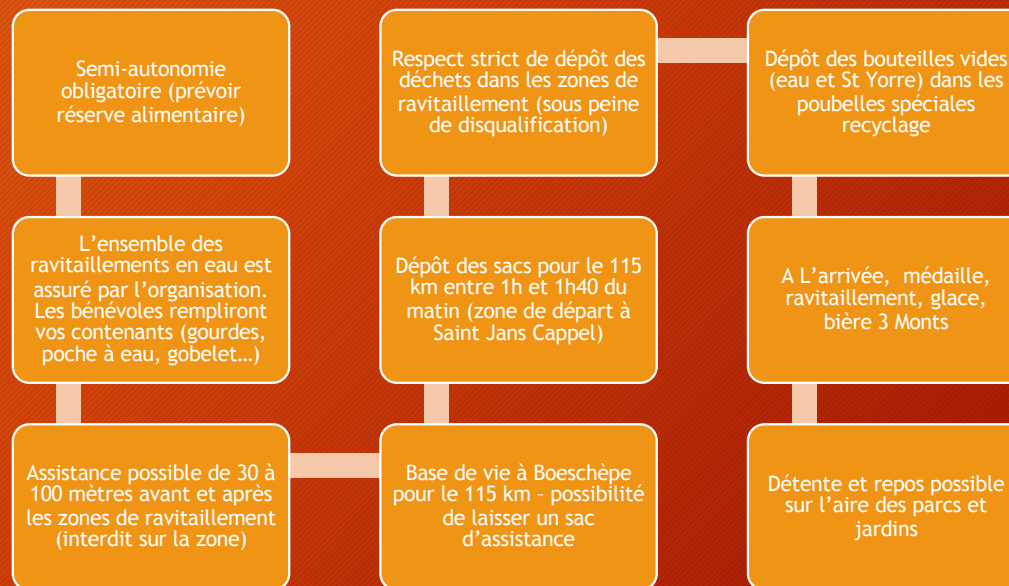 Semi-autonomie
obligatoire (prévoir
réserve alimentaire)
L'ensemble des
ravitaillements en eau est
assuré par l'organisation.
Les bénévoles rempliront
vos contenants (gourdes,
poche à eau, gobelet…)
Assistance possible de 30 à
100 mètres avant et après
les zones de ravitaillement
(interdit sur la zone)
Base de vie à Boeschèpe
pour le 115 km - possibilité
de laisser un sac
d'assistance
Dépôt des sacs pour le 115
km entre 1h et 1h40 du
matin (zone de départ à
Saint Jans Cappel)
Respect strict de dépôt des
déchets dans les zones de
ravitaillement (sous peine
de disqualification)
Dépôt des bouteilles vides
(eau et St Yorre) dans les
poubelles spéciales
recyclage
A L'arrivée, médaille,
ravitaillement, glace,
bière 3 Monts
Détente et repos possible
sur l'aire des parcs et
jardins